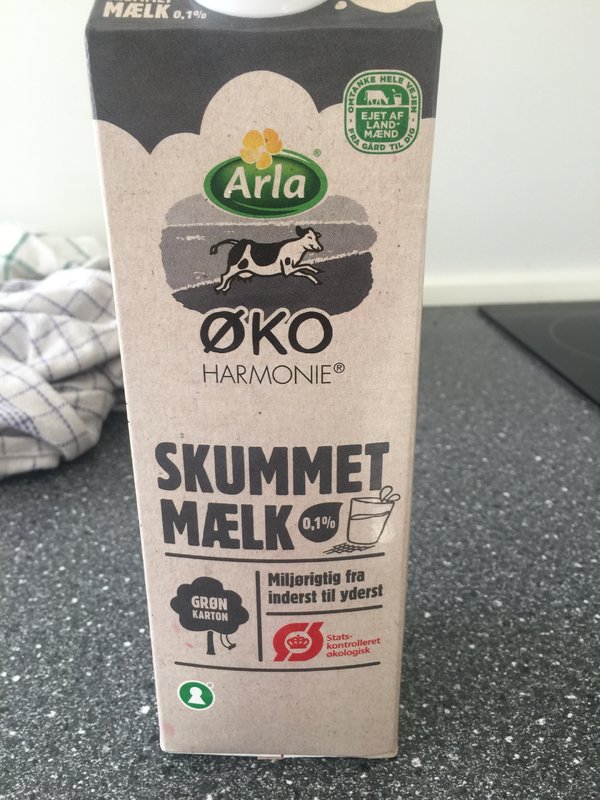 MÆLK 0,1%
OMTANKE HELE VEJEN
EJET AF
LAND-
MÆND
FRA GÅRD TIL DIG
Arla®
ØKO
HARMONIE®
SKUMMET
MÆLK 0,1%
GRØN
KARTON
Miljørigtig fra
inderst til yderst
Ø
Stats-
kontrolleret
økologisk